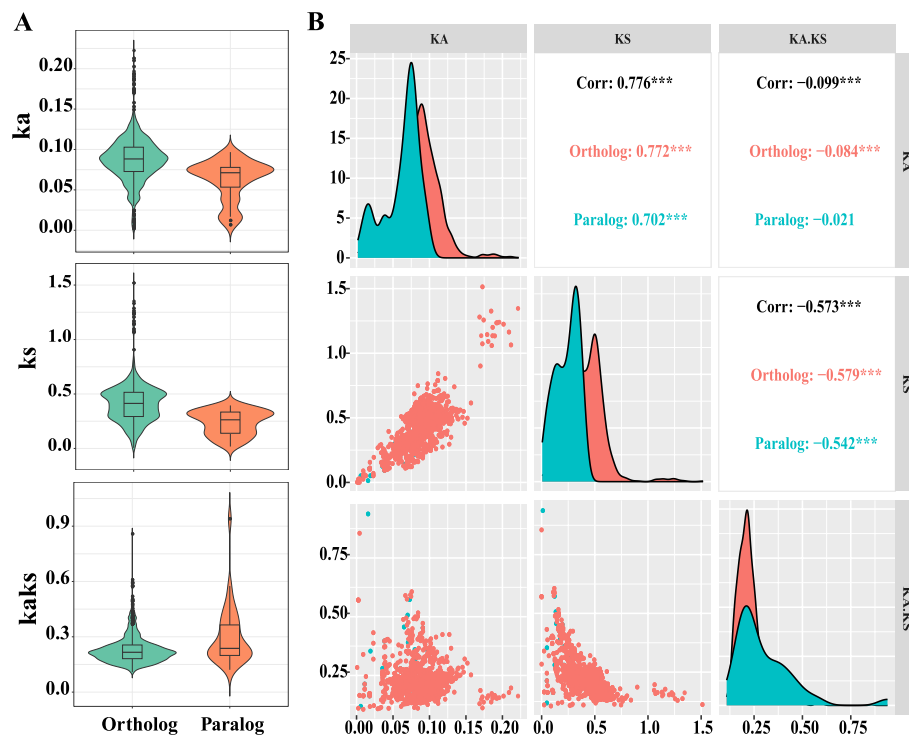 A
B
KA
KS
KA.KS
ka
0.20
0.15
0.10
0.05
0.00
ks
1.5
1.0
0.5
0.0
kaks
0.9
0.6
0.3
0.0
Ortholog
Paralog
25
20
15
10
5
0
Corr: 0.776***
Ortholog: 0.772***
Paralog: 0.702***
Corr: −0.099***
Ortholog: −0.084***
Paralog: −0.021
KA
1.5
1.0
0.5
0.0
Corr: −0.573***
Ortholog: −0.579***
Paralog: −0.542***
KS
0.75
0.50
0.25
KA.KS
0.00 0.05 0.10 0.15 0.20
0.0 0.5 1.0 1.5
0.25 0.50 0.75